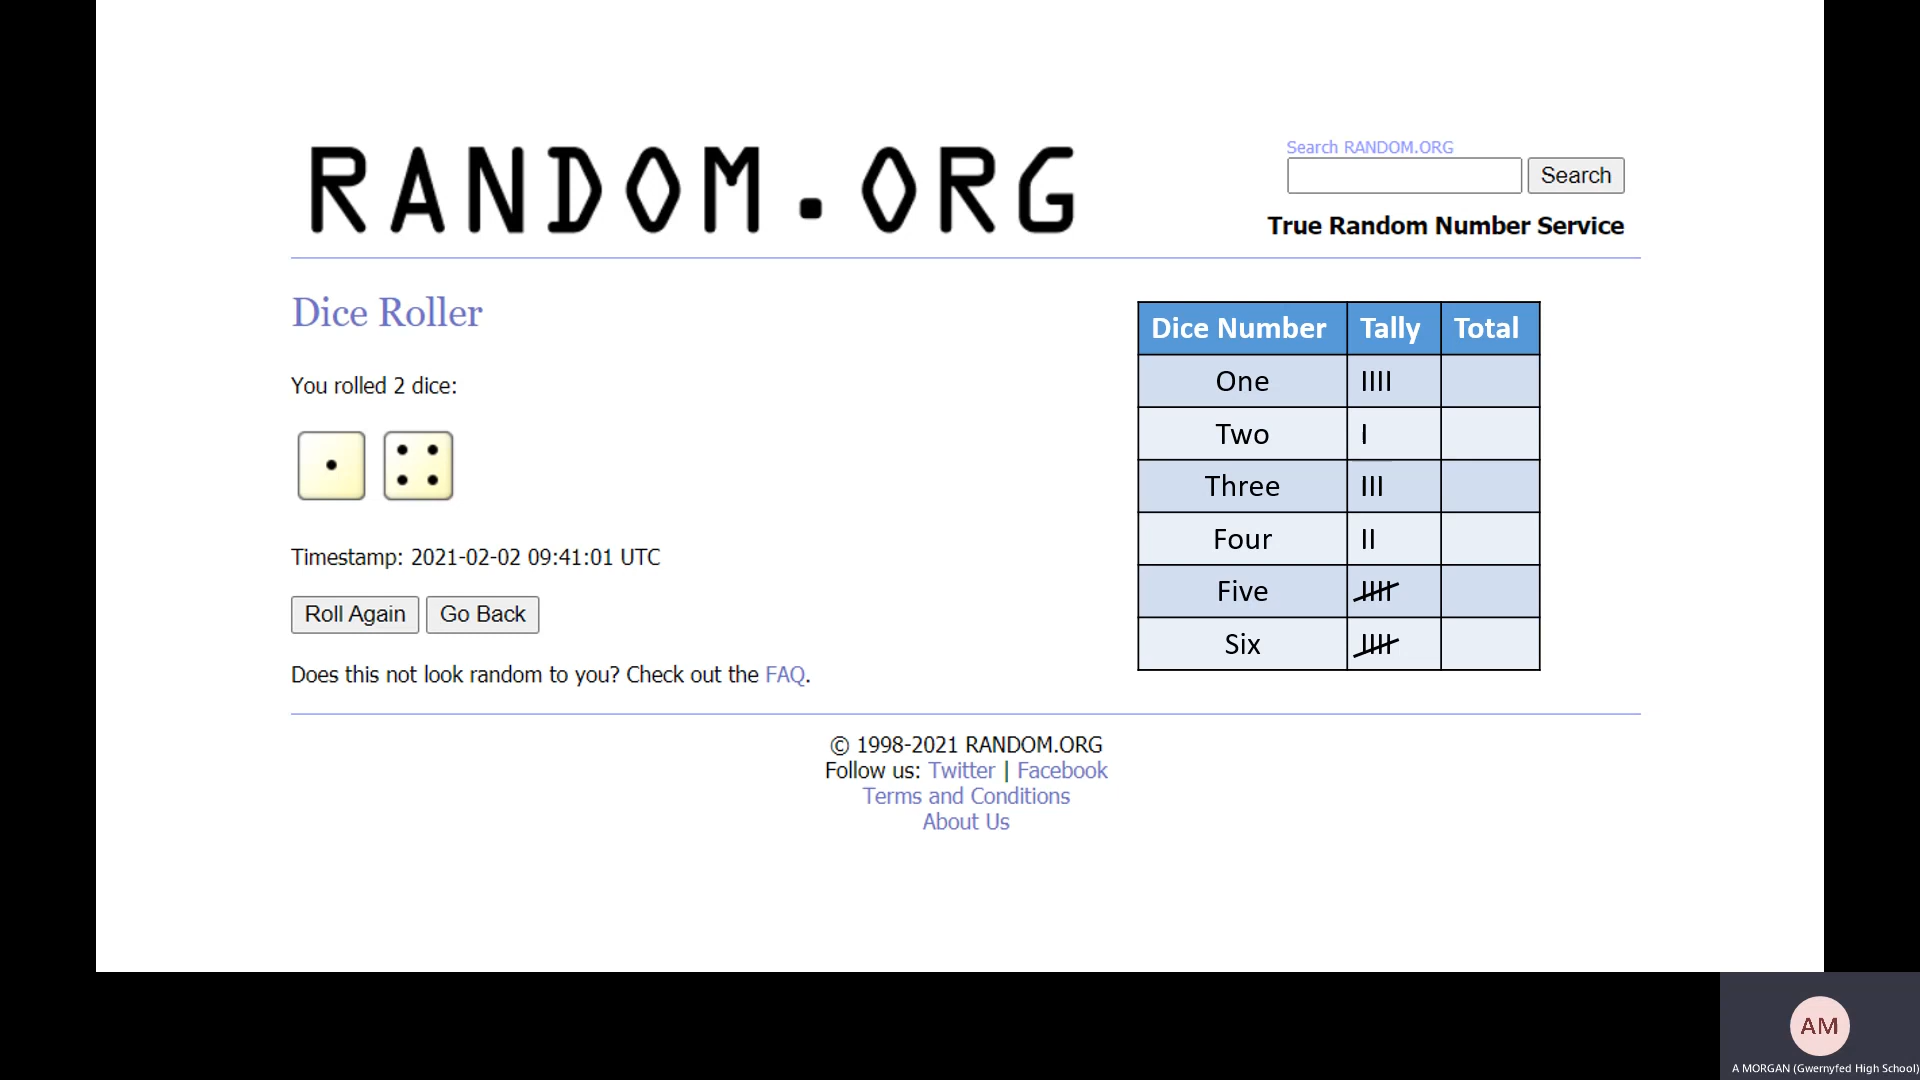 RANDOM.ORG
Search RANDOM.ORG
Search
True Random Number Service
Dice Roller
You rolled 2 dice:
Timestamp: 2021-02-02 09:41:01 UTC
Roll Again Go Back
Does this not look random to you? Check out the FAQ.
Dice Number Tally Total
One IIII
Two I
Three III
Four II
Five IIII
Six IIII
© 1998-2021 RANDOM.ORG
Follow us: Twitter | Facebook
Terms and Conditions
About Us
AM
A MORGAN (Gwernyfed High School)